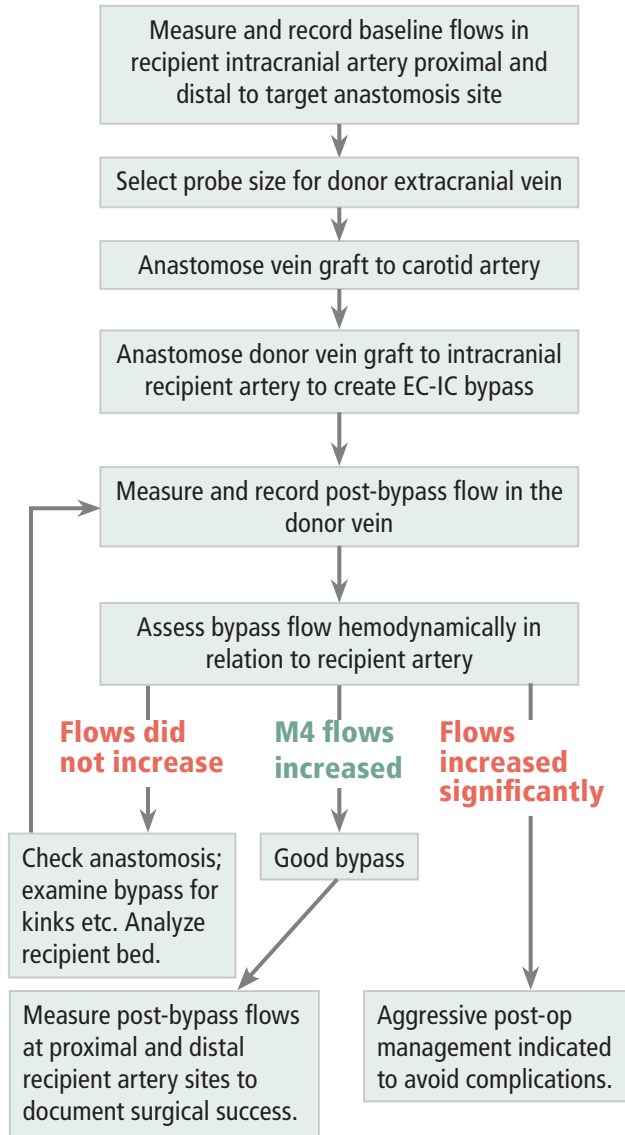 Measure and record baseline flows in
recipient intracranial artery proximal and
distal to target anastomosis site
Select probe size for donor extracranial vein
Anastomose vein graft to carotid artery
Anastomose donor vein graft to intracranial
recipient artery to create EC-IC bypass
Measure and record post-bypass flow in the
donor vein
Assess bypass flow hemodynamically in
relation to recipient artery
Flows did
not increase
M4 flows
increased
Flows
increased
significantly
Check anastomosis;
examine bypass for
kinks etc. Analyze
recipient bed.
Good bypass
Measure post-bypass flows
at proximal and distal
recipient artery sites to
document surgical success.
Aggressive post-op
management indicated
to avoid complications.